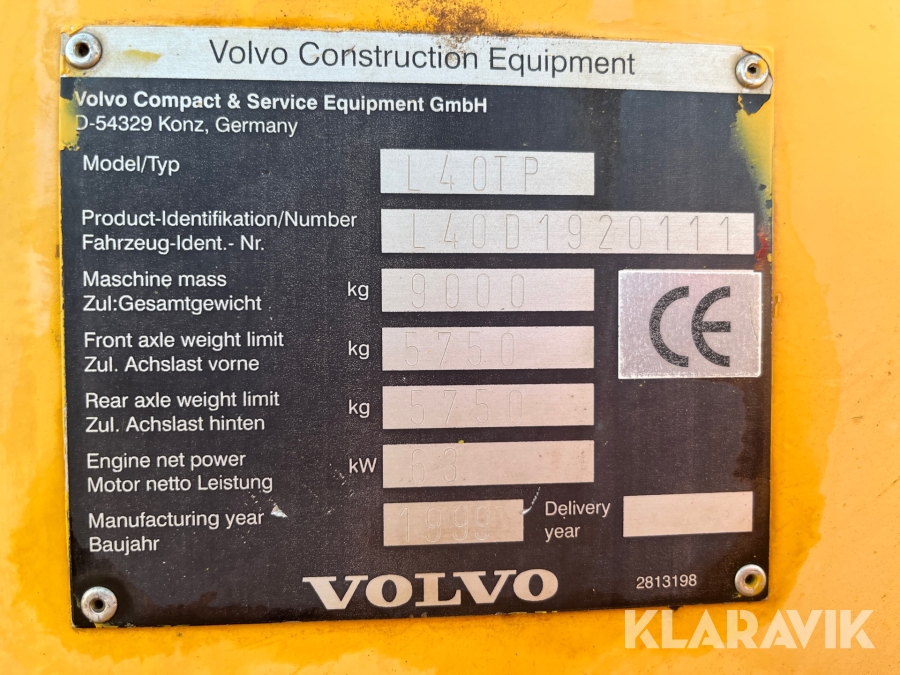 Volvo Construction Equipment
Volvo Compact & Service Equipment GmbH
D-54329 Konz, Germany
Model/Typ L40TP
Product-Identifikation/Number
Fahrzeug-Ident.- Nr. L40D1920111
Maschine mass
Zul:Gesamtgewicht kg 9000
Front axle weight limit
Zul. Achslast vorne kg 5750
Rear axle weight limit
Zul. Achslast hinten kg 5750
Engine net power
Motor netto Leistung kW 63
Manufacturing year
Baujahr 1999
Delivery
year
CE
VOLVO 2813198
KLARAVIK